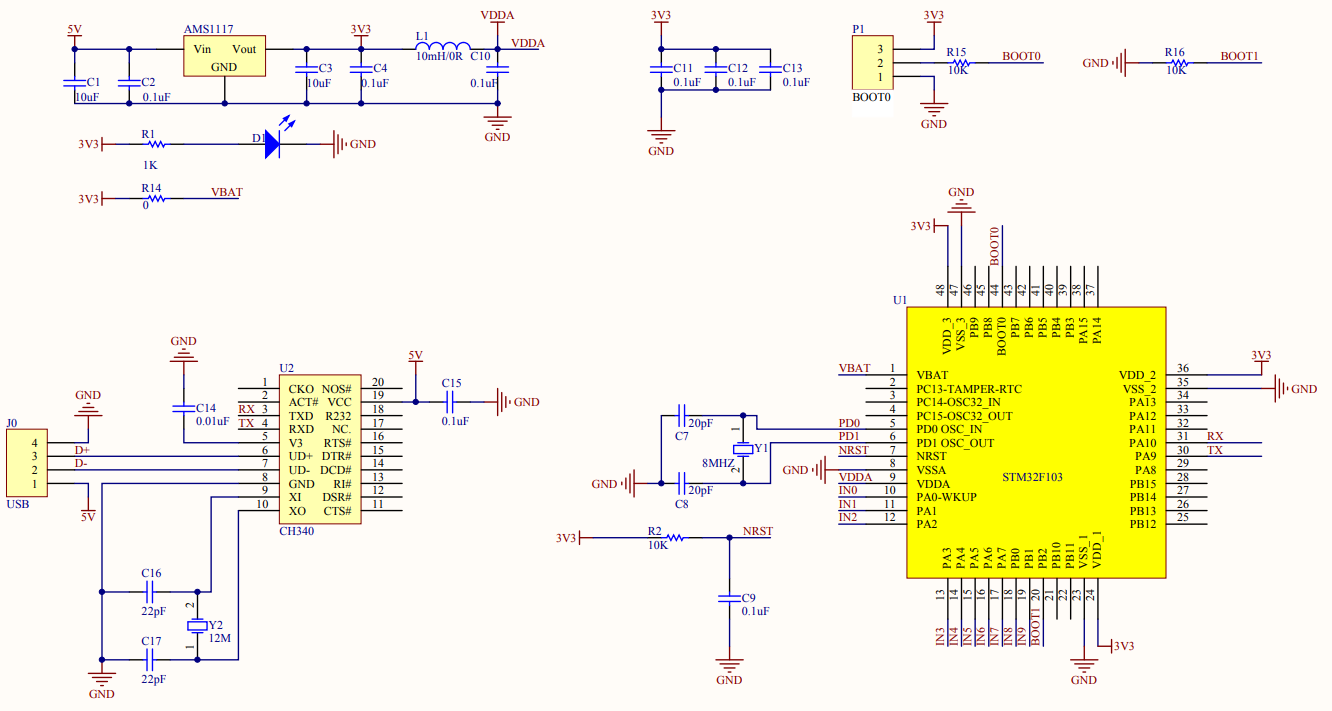 5V
AMS1117
Vin Vout
GND
C1
10uF
C2
0.1uF
C3
10uF
3V3
C4
0.1uF
L1
10mH/0R
C10
0.1uF
VDDA
VDDA
GND
3V3
R1
1K
D1
GND
3V3
R14
0
VBAT
3V3
C11
0.1uF
C12
0.1uF
C13
0.1uF
GND
P1
3
2
1
BOOT0
3V3
R15
10K
BOOT0
GND
GND
R16
10K
BOOT1
J0
4
3
2
1
USB
GND
D+
D-
5V
GND
C14
0.01uF
RX
TX
U2
1 CKO NOS# 20
2 ACT# VCC 19
3 TXD R232 18
4 RXD NC. 17
5 V3 RTS# 16
6 UD+ DTR# 15
7 UD- DCD# 14
8 GND RI# 13
9 XI DSR# 12
10 XO CTS# 11
CH340
5V
C15
0.1uF
GND
C16
22pF
C17
22pF
2
Y2
12M
1
GND
GND
C7
20pF
C8
20pF
1
Y1
8MHZ
2
3V3
R2
10K
NRST
C9
0.1uF
GND
GND
3V3
BOOT0
U1
48 47 46 45 44 43 42 41 40 39 38 37
VDD_3 VSS_3 PB9 PB8 BOOT0 PB7 PB6 PB5 PB4 PB3 PA15 PA14
VBAT 1 VBAT
2 PC13-TAMPER-RTC
3 PC14-OSC32_IN
4 PC15-OSC32_OUT
PD0 5 PD0 OSC_IN
PD1 6 PD1 OSC_OUT
NRST 7 NRST
GND 8 VSSA
VDDA 9 VDDA
IN0 10 PA0-WKUP
IN1 11 PA1
IN2 12 PA2
STM32F103
VDD_2 36 3V3
VSS_2 35 GND
PA13 34
PA12 33
PA11 32
PA10 31 RX
PA9 30 TX
PA8 29
PB15 28
PB14 27
PB13 26
PB12 25
PA3 PA4 PA5 PA6 PA7 PB0 PB1 PB2 PB10 PB11 VSS_1 VDD_1
13 14 15 16 17 18 19 20 21 22 23 24
IN3 IN4 IN5 IN6 IN7 IN8 IN9 BOOT1
3V3
GND